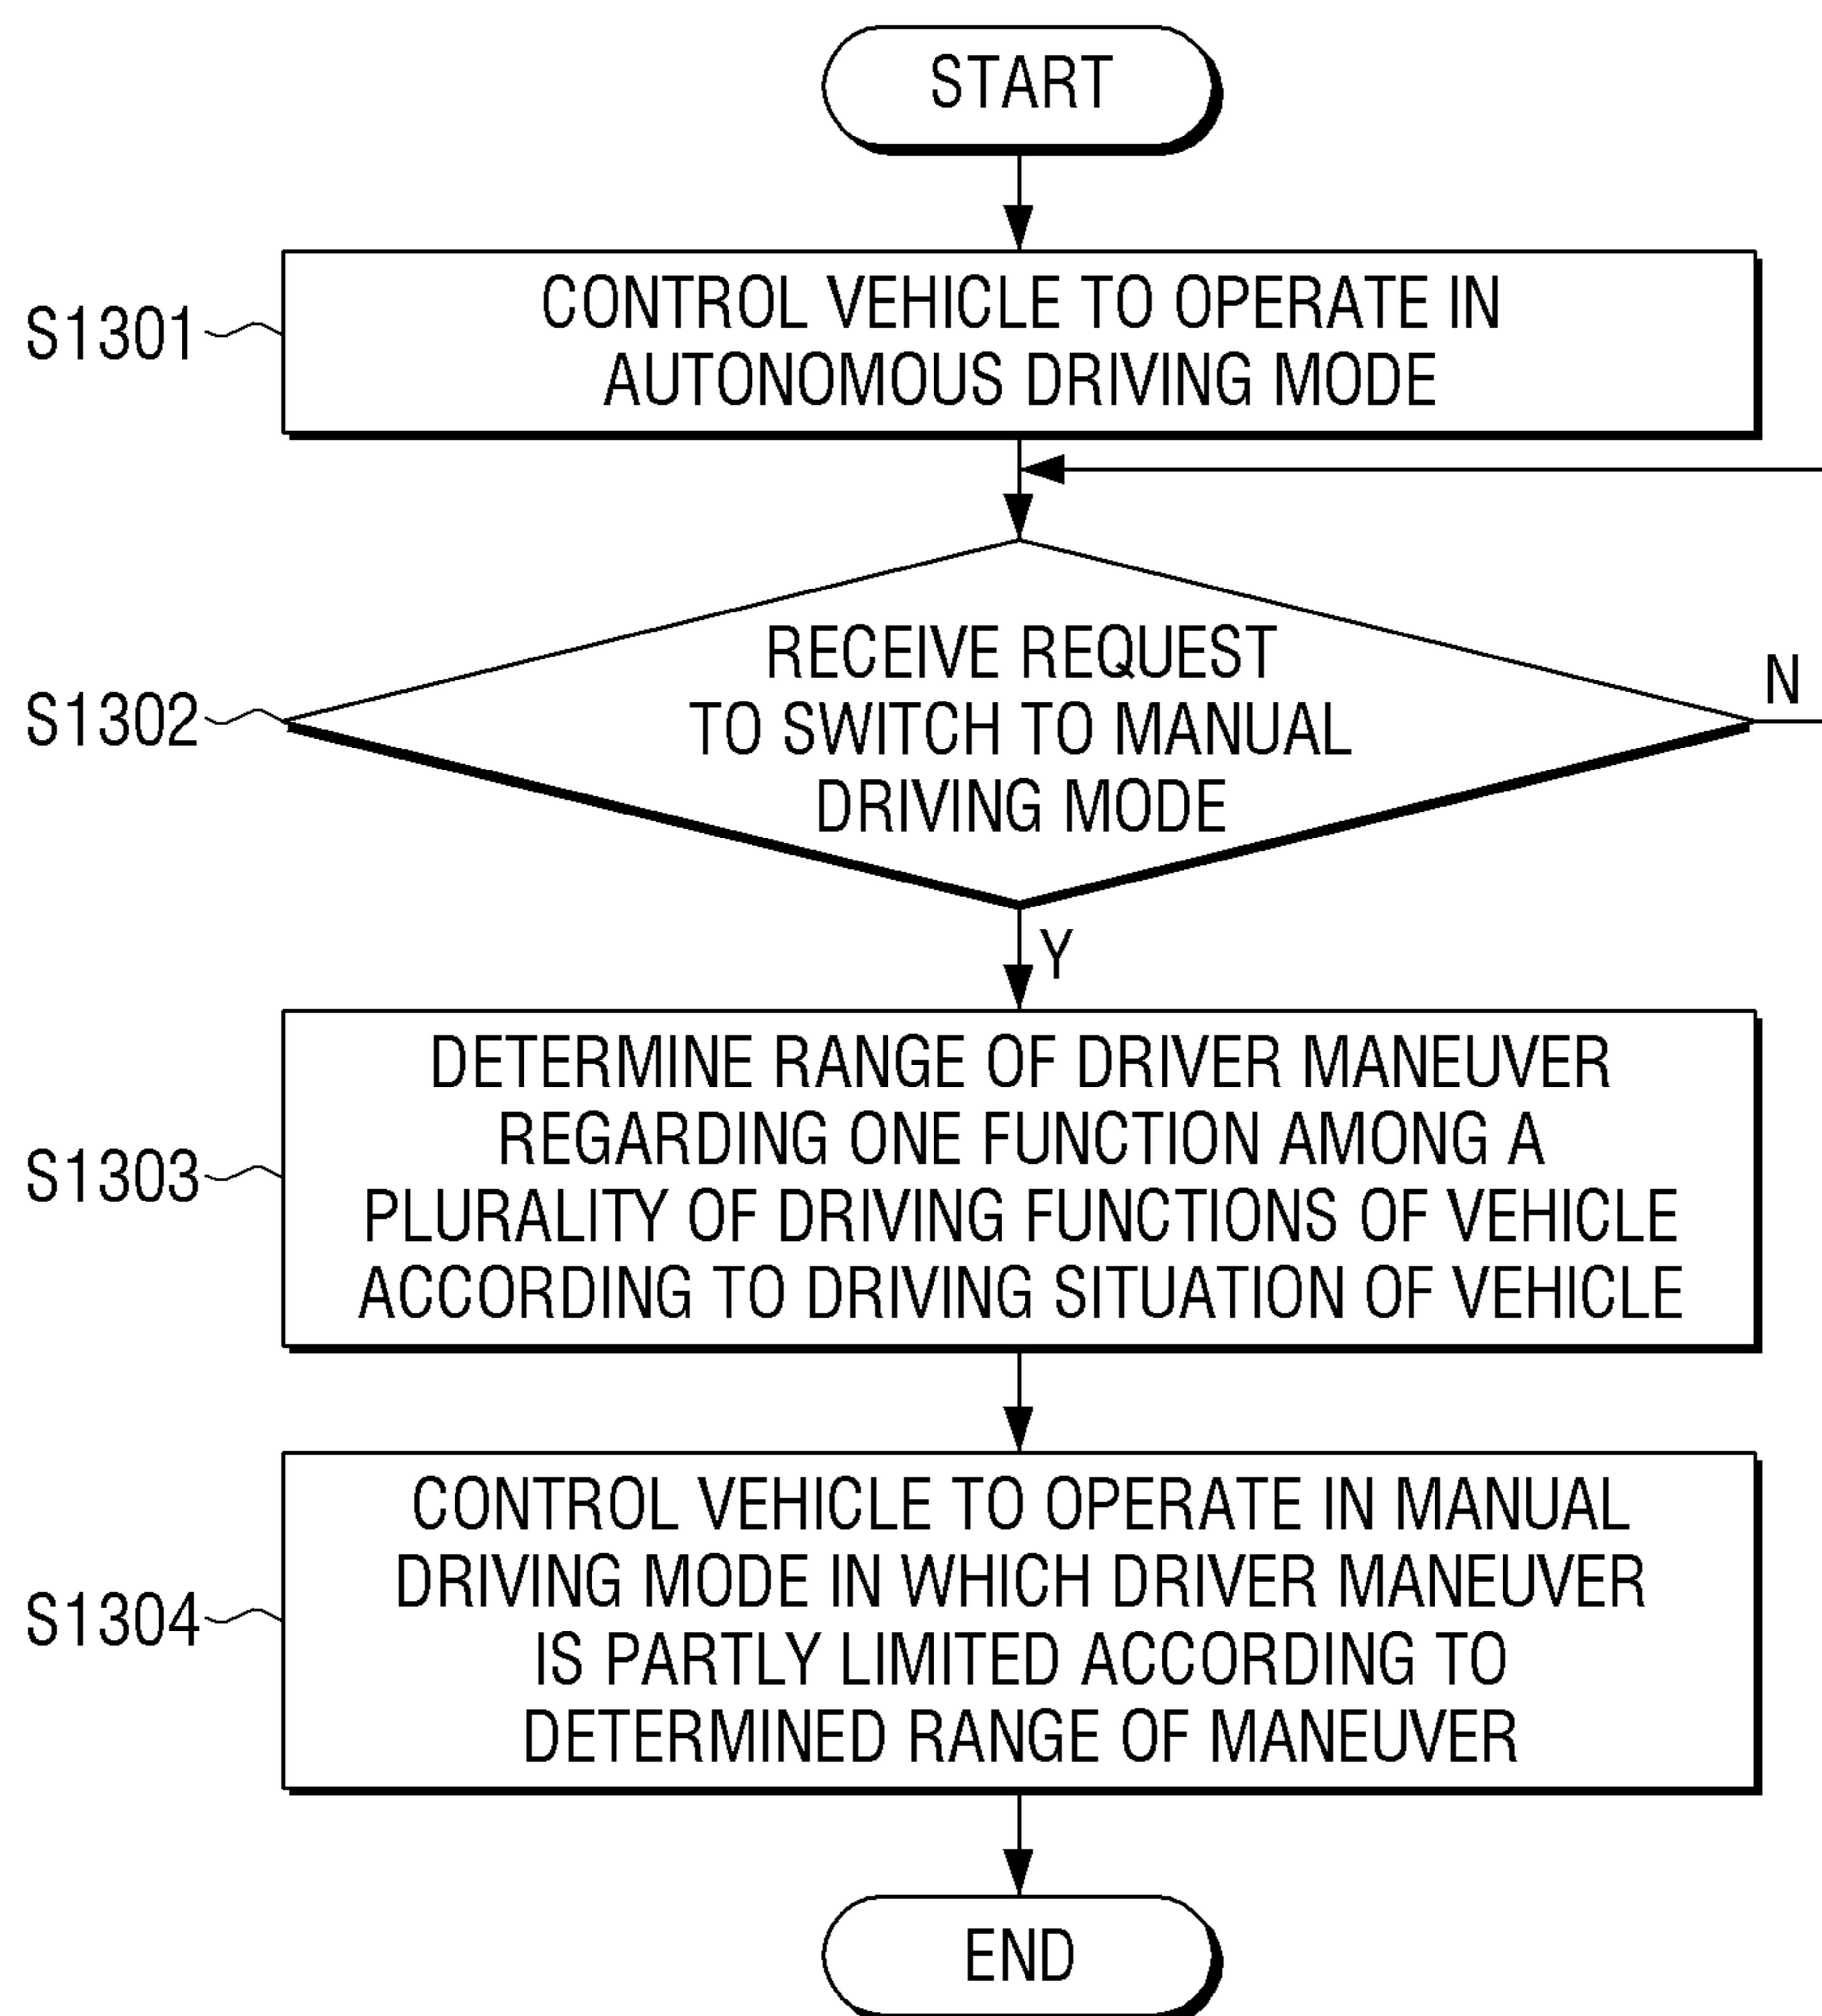 START
S1301
CONTROL VEHICLE TO OPERATE IN
AUTONOMOUS DRIVING MODE
S1302
RECEIVE REQUEST
TO SWITCH TO MANUAL
DRIVING MODE
N
Y
S1303
DETERMINE RANGE OF DRIVER MANEUVER
REGARDING ONE FUNCTION AMONG A
PLURALITY OF DRIVING FUNCTIONS OF VEHICLE
ACCORDING TO DRIVING SITUATION OF VEHICLE
S1304
CONTROL VEHICLE TO OPERATE IN MANUAL
DRIVING MODE IN WHICH DRIVER MANEUVER
IS PARTLY LIMITED ACCORDING TO
DETERMINED RANGE OF MANEUVER
END